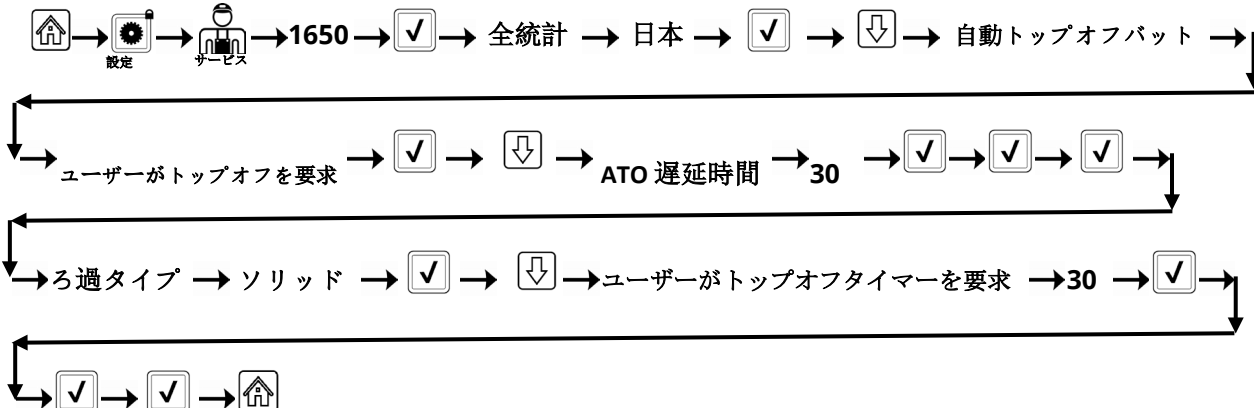 1650 全統計 日本 自動トップオフバット
設定 サービス
ユーザーがトップオフを要求 ATO 遅延時間 30
ろ過タイプ ソリッド ユーザーがトップオフタイマーを要求 30